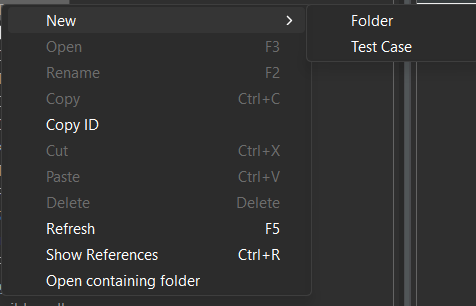 New
Folder
Test Case
Open F3
Rename F2
Copy Ctrl+C
Copy ID
Cut Ctrl+X
Paste Ctrl+V
Delete Delete
Refresh F5
Show References Ctrl+R
Open containing folder